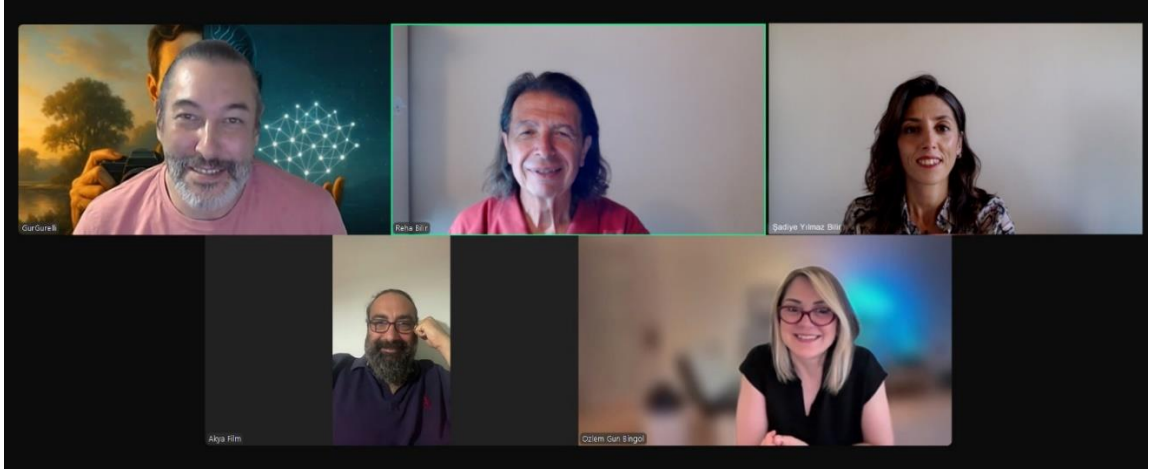 GurGurelli
Reha Bilir
Şadiye Yılmaz Bilir
Akya Film
Ozlem Gun Bingol